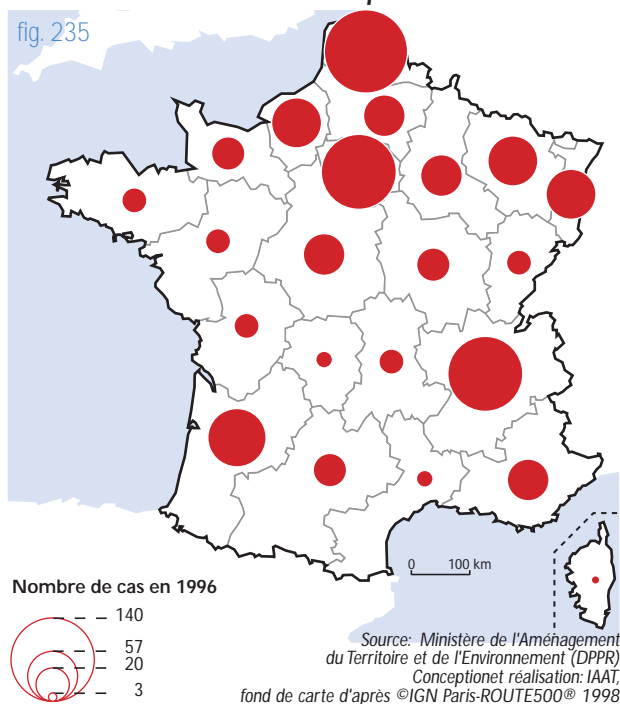 fig. 235
0 100 km
Nombre de cas en 1996
140
57
20
3
Source: Ministère de l'Aménagement
du Territoire et de l'Environnement (DPPR)
Conceptionet réalisation: IAAT,
fond de carte d'après ©IGN Paris-ROUTE500® 1998